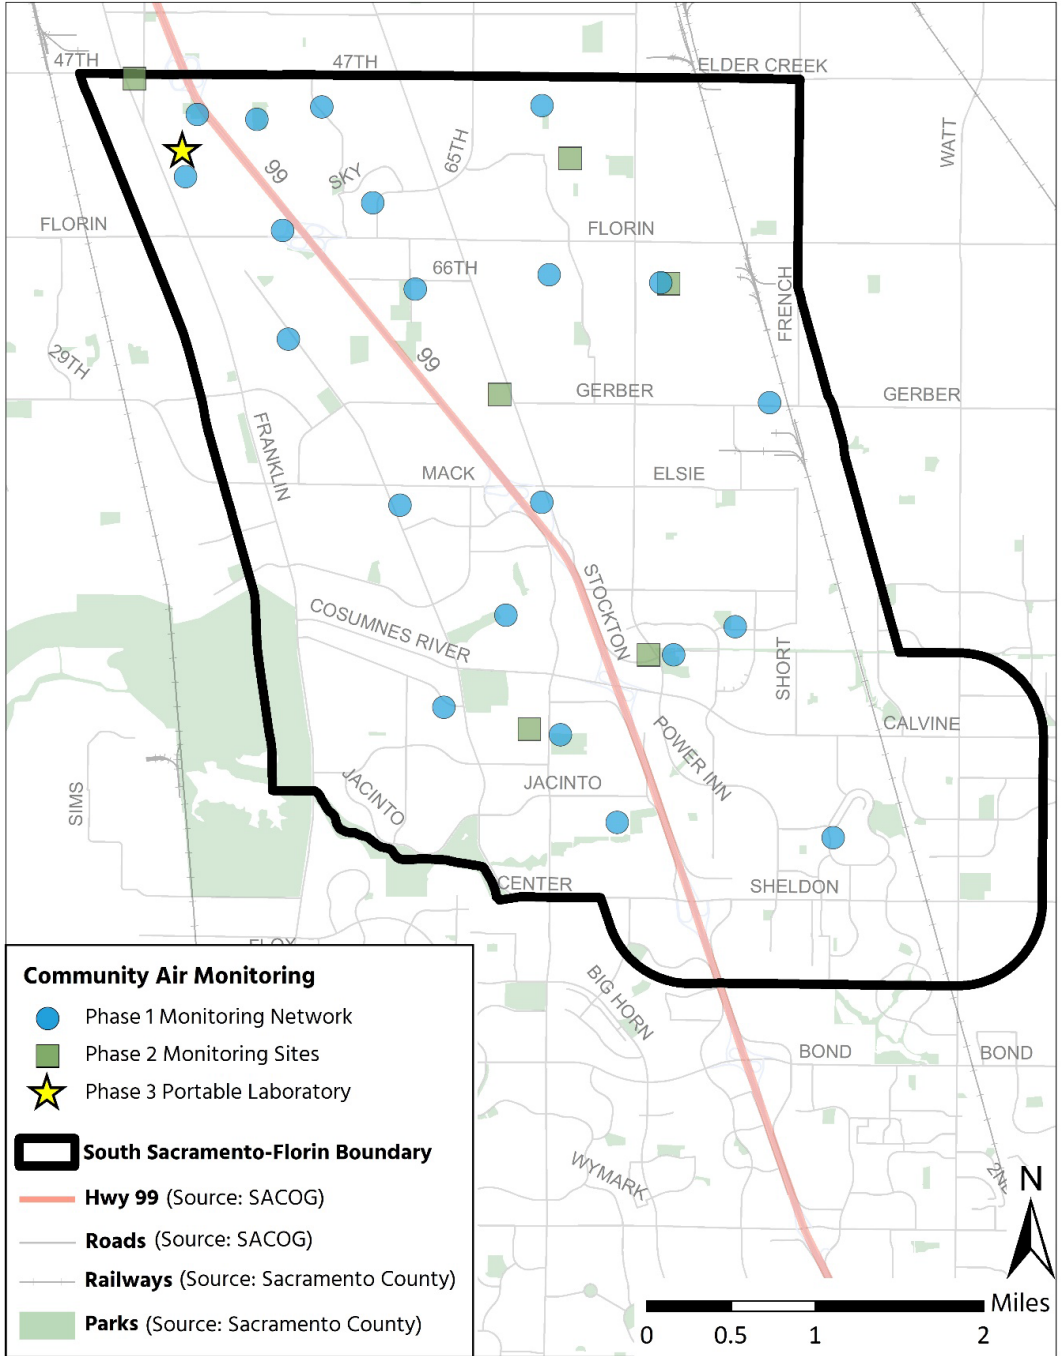 47TH
47TH
ELDER CREEK
WATT
65TH
99
SKY
FLORIN
FLORIN
66TH
FRENCH
29TH
99
GERBER
GERBER
FRANKLIN
MACK
ELSIE
STOCKTON
COSUMNES RIVER
SHORT
CALVINE
POWER INN
JACINTO
JACINTO
SIMS
CENTER
SHELDON
BIG HORN
BOND
BOND
WYMARK
Community Air Monitoring
Phase 1 Monitoring Network
Phase 2 Monitoring Sites
Phase 3 Portable Laboratory
South Sacramento-Florin Boundary
Hwy 99 (Source: SACOG)
Roads (Source: SACOG)
Railways (Source: Sacramento County)
Parks (Source: Sacramento County)
N
Miles
0 0.5 1 2